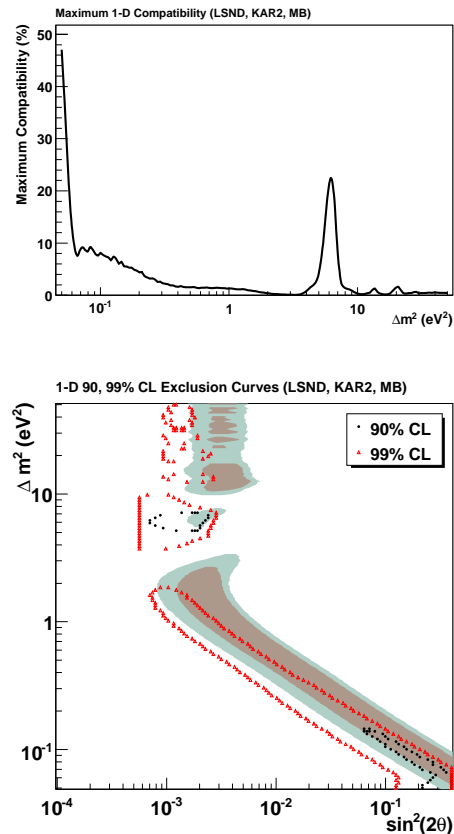 Maximum 1-D Compatibility (LSND, KAR2, MB)
Maximum Compatibility (%)
50
40
30
20
10
0
10⁻¹
1
10
Δm² (eV²)
1-D 90, 99% CL Exclusion Curves (LSND, KAR2, MB)
Δ m² (eV²)
90% CL
99% CL
10
1
10⁻¹
10⁻⁴
10⁻³
10⁻²
10⁻¹
sin²(2θ)